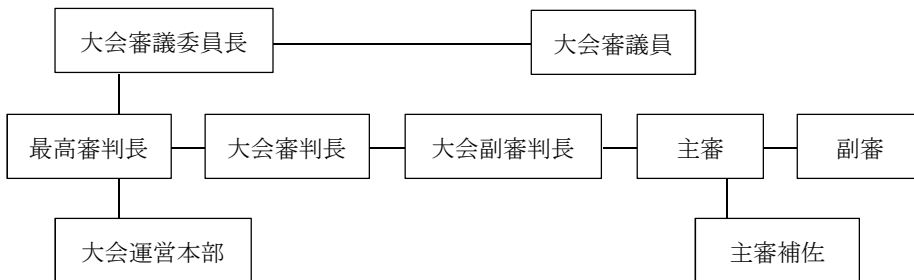 大会審議委員長
大会審議員
最高審判長
大会審判長
大会副審判長
主審
副審
大会運営本部
主審補佐